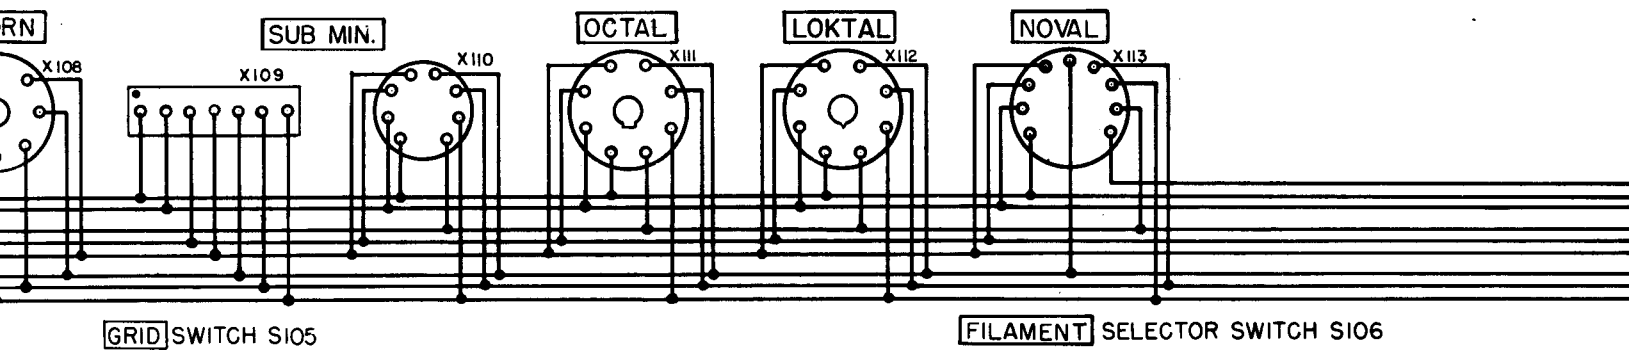 RN
SUB MIN.
OCTAL
LOKTAL
NOVAL
X108
X109
X110
X111
X112
X113
GRID SWITCH S105
FILAMENT SELECTOR SWITCH S106